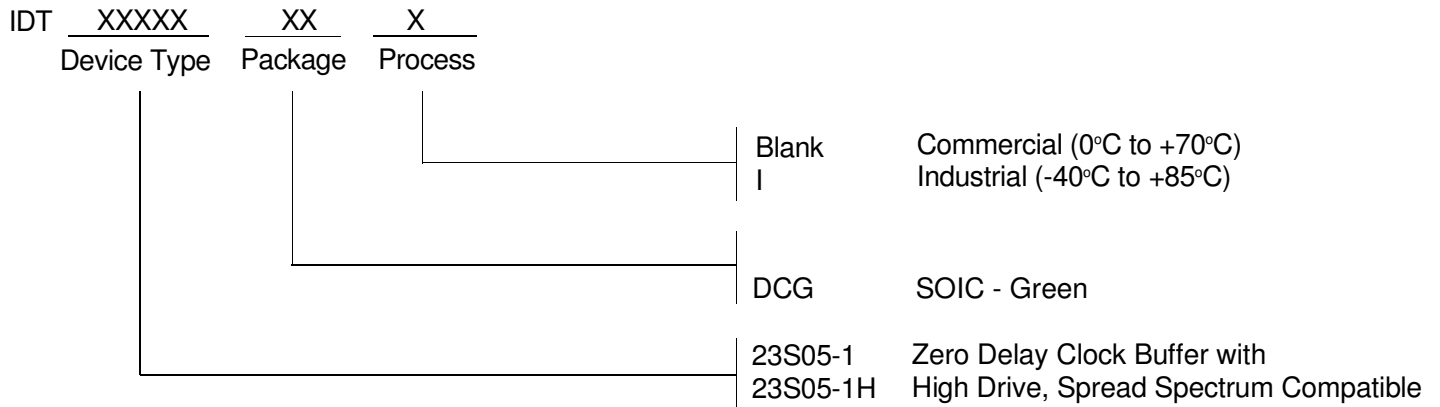 IDT XXXXX XX X
Device Type Package Process
Blank Commercial (0°C to +70°C)
I Industrial (-40°C to +85°C)
DCG SOIC - Green
23S05-1 Zero Delay Clock Buffer with
23S05-1H High Drive, Spread Spectrum Compatible